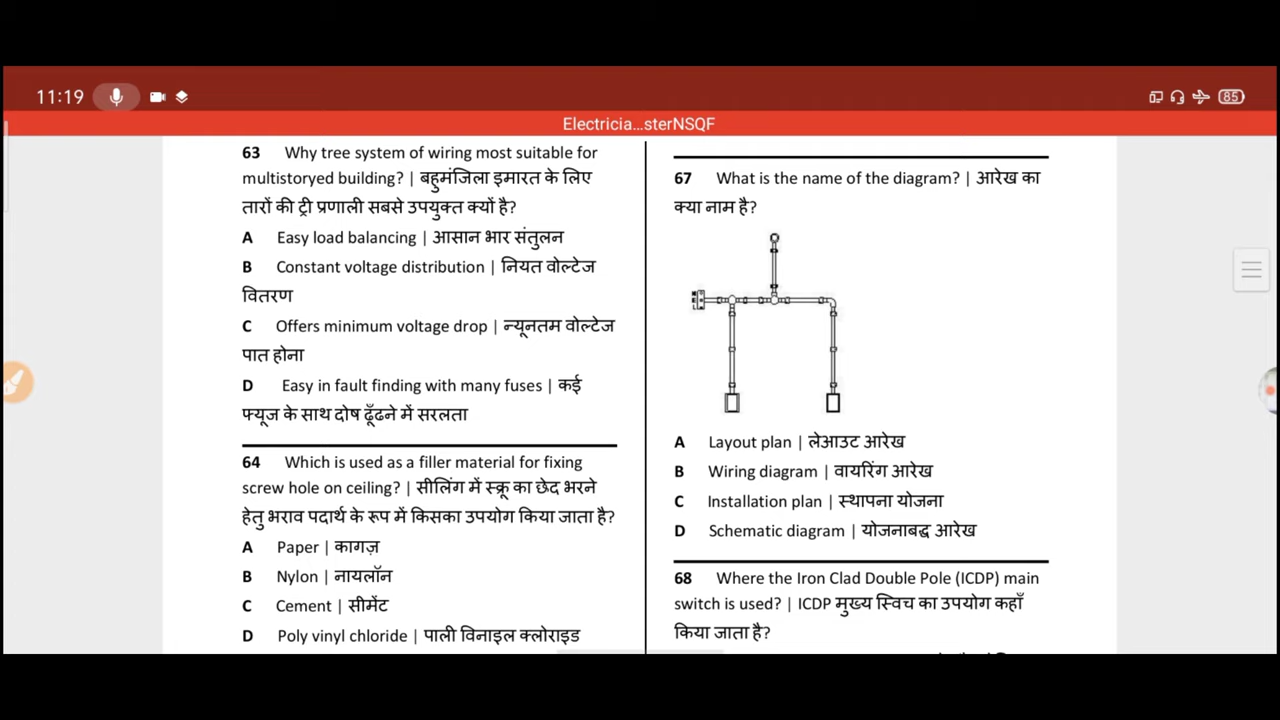 11:19
85
Electricia...sterNSQF
63 Why tree system of wiring most suitable for
multistoryed building? | बहुमंजिला इमारत के लिए
तारों की ट्री प्रणाली सबसे उपयुक्त क्यों है?
A Easy load balancing | आसान भार संतुलन
B Constant voltage distribution | नियत वोल्टेज
वितरण
C Offers minimum voltage drop | न्यूनतम वोल्टेज
पात होना
D Easy in fault finding with many fuses | कई
फ्यूज के साथ दोष ढूँढने में सरलता
64 Which is used as a filler material for fixing
screw hole on ceiling? | सीलिंग में स्क्रू का छेद भरने
हेतु भराव पदार्थ के रूप में किसका उपयोग किया जाता है?
A Paper | कागज़
B Nylon | नायलॉन
C Cement | सीमेंट
D Poly vinyl chloride | पाली विनाइल क्लोराइड
67 What is the name of the diagram? | आरेख का
क्या नाम है?
A Layout plan | लेआउट आरेख
B Wiring diagram | वायरिंग आरेख
C Installation plan | स्थापना योजना
D Schematic diagram | योजनाबद्ध आरेख
68 Where the Iron Clad Double Pole (ICDP) main
switch is used? | ICDP मुख्य स्विच का उपयोग कहाँ
किया जाता है?